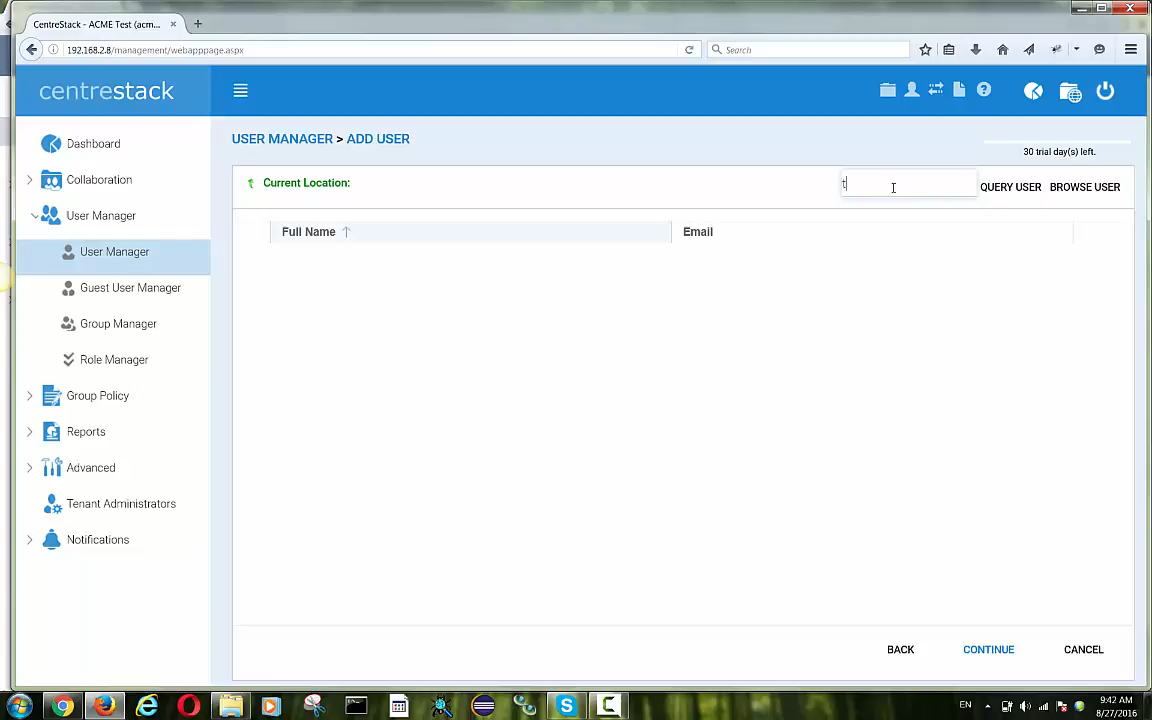 CentreStack - ACME Test (acm...
192.168.2.8/management/webapppage.aspx
Search
centrestack
30 trial day(s) left.
USER MANAGER > ADD USER
Dashboard
Collaboration
User Manager
User Manager
Guest User Manager
Group Manager
Role Manager
Group Policy
Reports
Advanced
Tenant Administrators
Notifications
Current Location:
t
QUERY USER
BROWSE USER
Full Name
Email
BACK
CONTINUE
CANCEL
EN
9:42 AM
8/27/2016